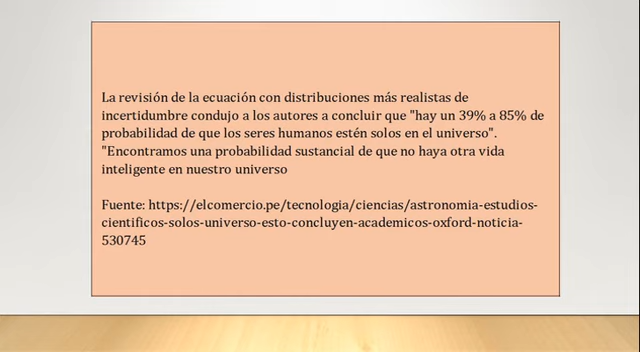 La revisión de la ecuación con distribuciones más realistas de
incertidumbre condujo a los autores a concluir que "hay un 39% a 85% de
probabilidad de que los seres humanos estén solos en el universo".
"Encontramos una probabilidad sustancial de que no haya otra vida
inteligente en nuestro universo
Fuente: https://elcomercio.pe/tecnologia/ciencias/astronomia-estudios-
cientificos-solos-universo-esto-concluyen-academicos-oxford-noticia-
530745